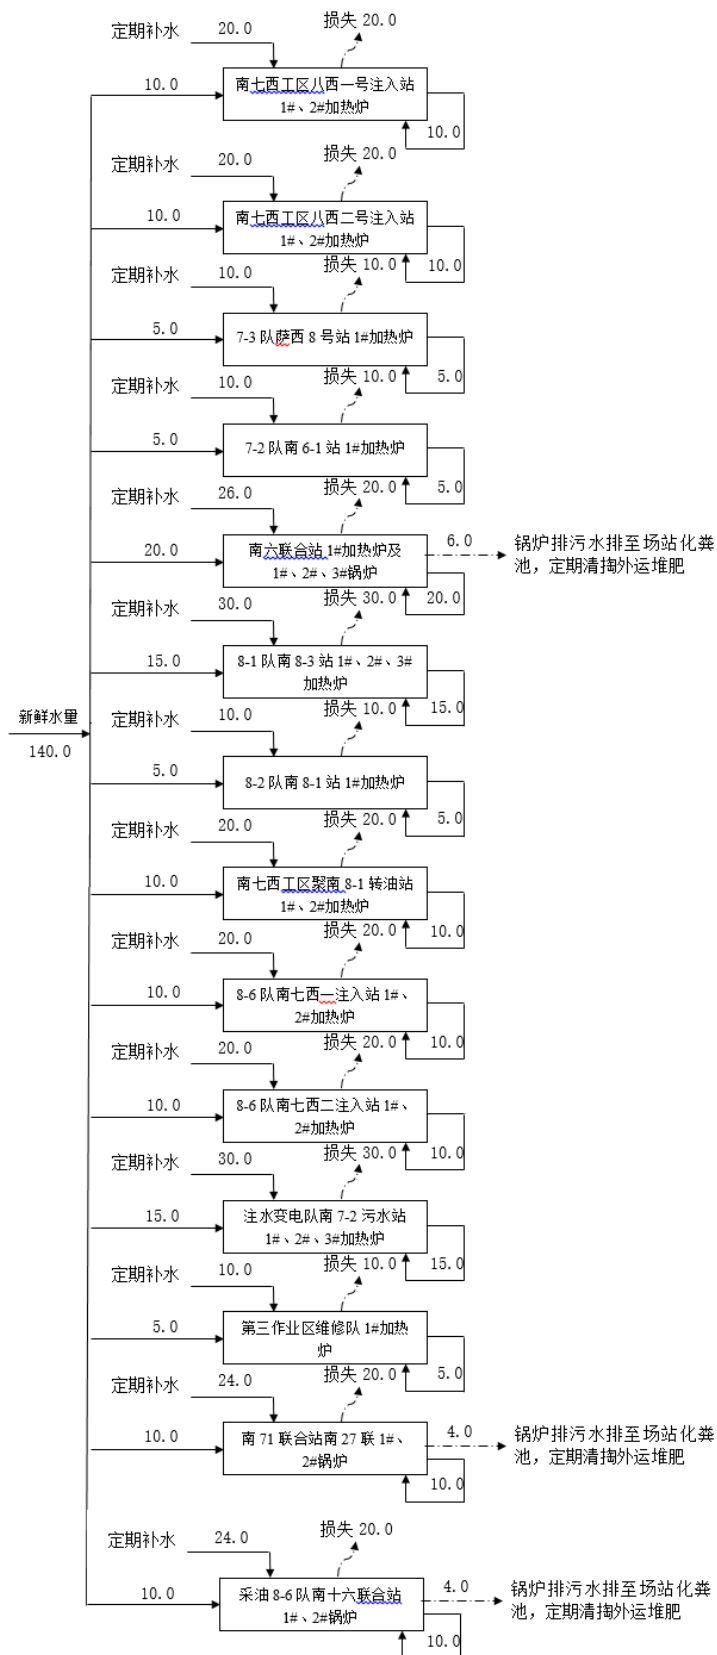 定期补水 20.0 损失 20.0
10.0 南七西工区八西一号注入站
1#、2#加热炉
10.0
定期补水 20.0 损失 20.0
10.0 南七西工区八西二号注入站
1#、2#加热炉
10.0
定期补水 10.0 损失 10.0
5.0 7-3 队萨西 8 号站 1#加热炉
5.0
定期补水 10.0 损失 10.0
5.0 7-2 队南 6-1 站 1#加热炉
5.0
定期补水 26.0 损失 20.0
20.0 南六联合站 1#加热炉及
1#、2#、3#锅炉
20.0
6.0 锅炉排污水排至场站化粪
池，定期清掏外运堆肥
定期补水 30.0 损失 30.0
15.0 8-1 队南 8-3 站 1#、2#、3#
加热炉
15.0
新鲜水量
140.0
定期补水 10.0 损失 10.0
5.0 8-2 队南 8-1 站 1#加热炉
5.0
定期补水 20.0 损失 20.0
10.0 南七西工区聚南 8-1 转油站
1#、2#加热炉
10.0
定期补水 20.0 损失 20.0
10.0 8-6 队南七西一注入站 1#、
2#加热炉
10.0
定期补水 20.0 损失 20.0
10.0 8-6 队南七西二注入站 1#、
2#加热炉
10.0
定期补水 30.0 损失 30.0
15.0 注水变电队南 7-2 污水站
1#、2#、3#加热炉
15.0
定期补水 10.0 损失 10.0
5.0 第三作业区维修队 1#加热
炉
5.0
定期补水 24.0 损失 20.0
10.0 南 71 联合站南 27 联 1#、
2#锅炉
10.0
4.0 锅炉排污水排至场站化粪
池，定期清掏外运堆肥
定期补水 24.0 损失 20.0
10.0 采油 8-6 队南十六联合站
1#、2#锅炉
10.0
4.0 锅炉排污水排至场站化粪
池，定期清掏外运堆肥